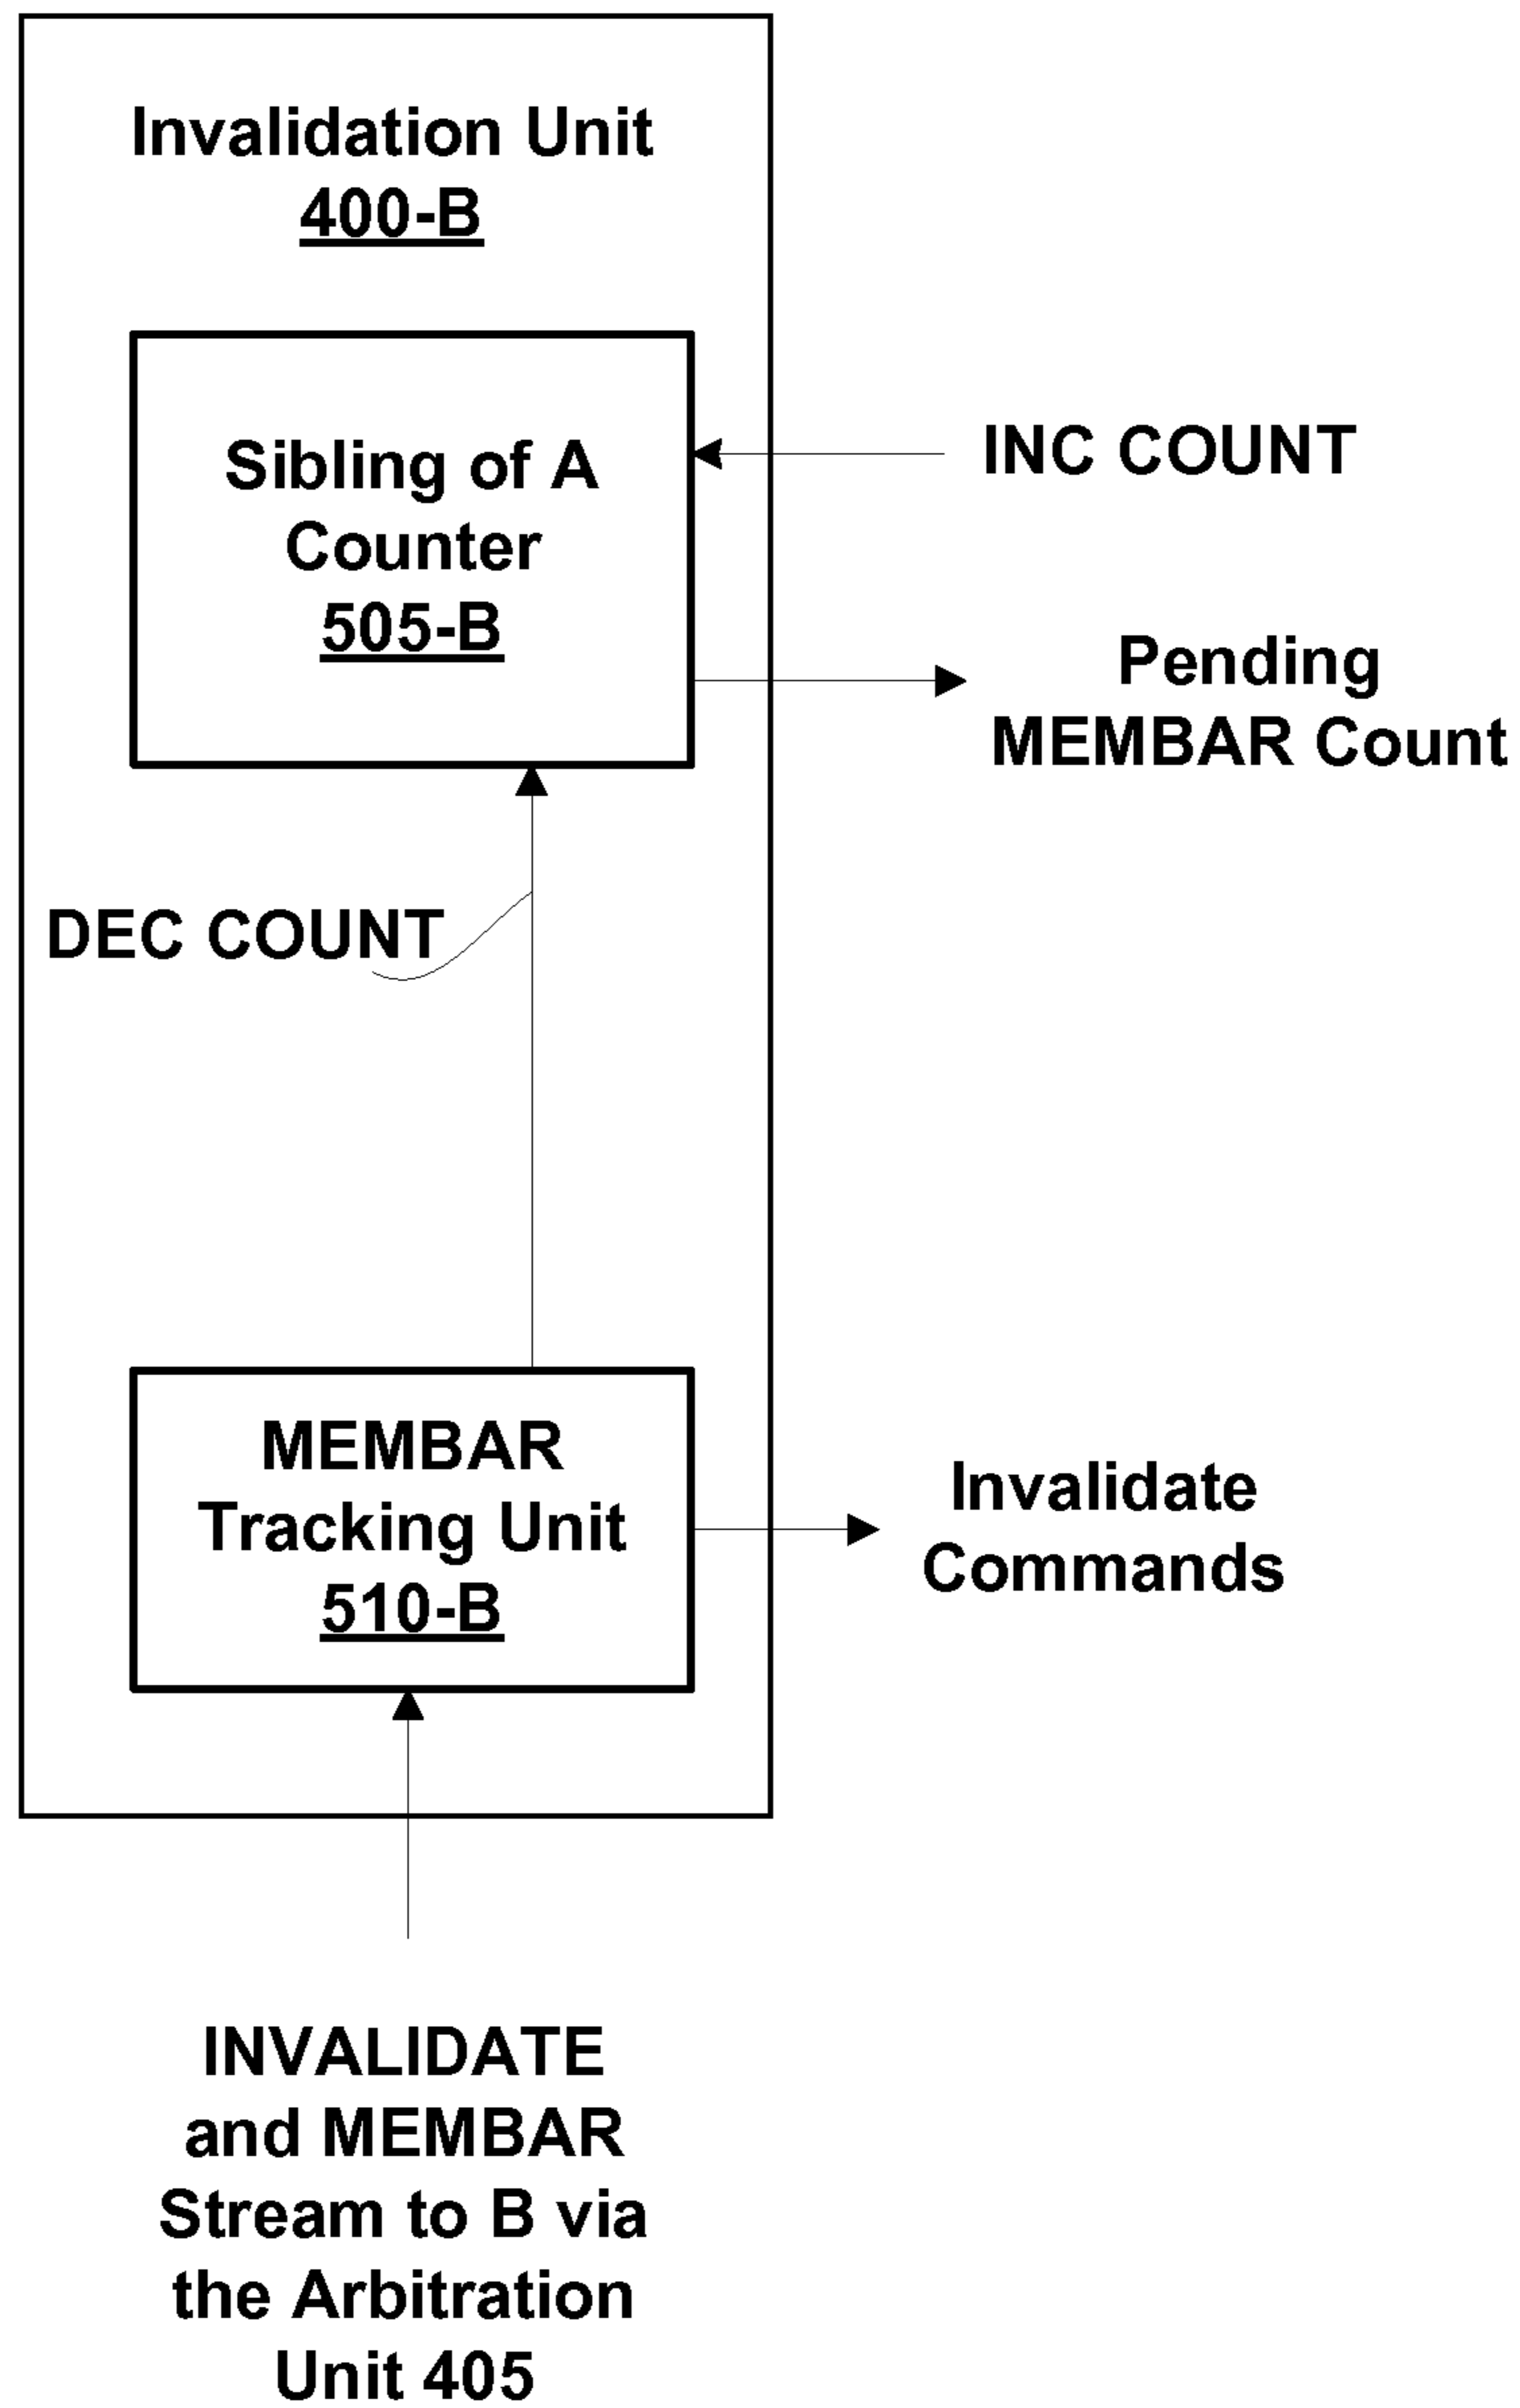 Invalidation Unit
400-B
Sibling of A
Counter
505-B
INC COUNT
Pending
MEMBAR Count
DEC COUNT
MEMBAR
Tracking Unit
510-B
Invalidate
Commands
INVALIDATE
and MEMBAR
Stream to B via
the Arbitration
Unit 405